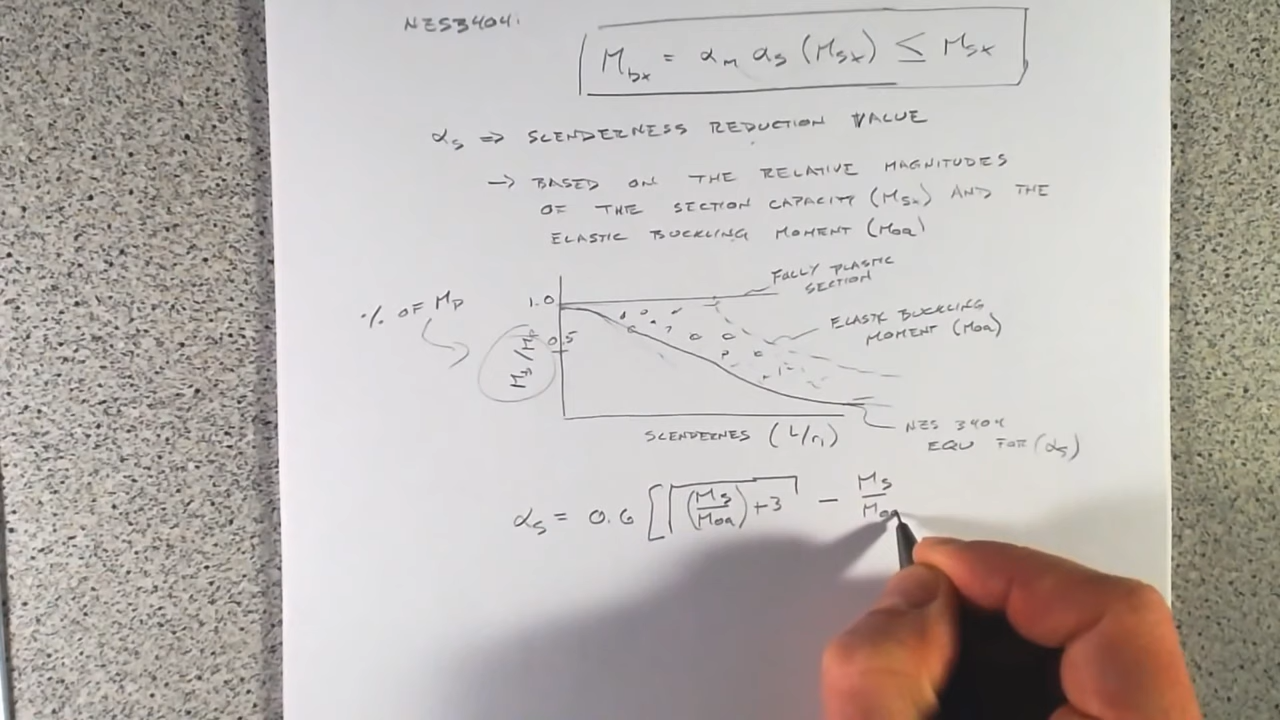 NZS3404:
Mbx = αm αs (Msx) ≤ Msx
αs => SLENDERNESS REDUCTION VALUE
→ BASED ON THE RELATIVE MAGNITUDES
OF THE SECTION CAPACITY (Msx) AND THE
ELASTIC BUCKLING MOMENT (Moa)
FULLY PLASTIC
SECTION
% OF Mp
1.0
ELASTIC BUCKLING
MOMENT (Moa)
0.5
SLENDERNES (L/r)
NZS 3404
EQU FOR (αs)
αs = 0.6 [√(Ms/Moa)+3 − Ms/Moa